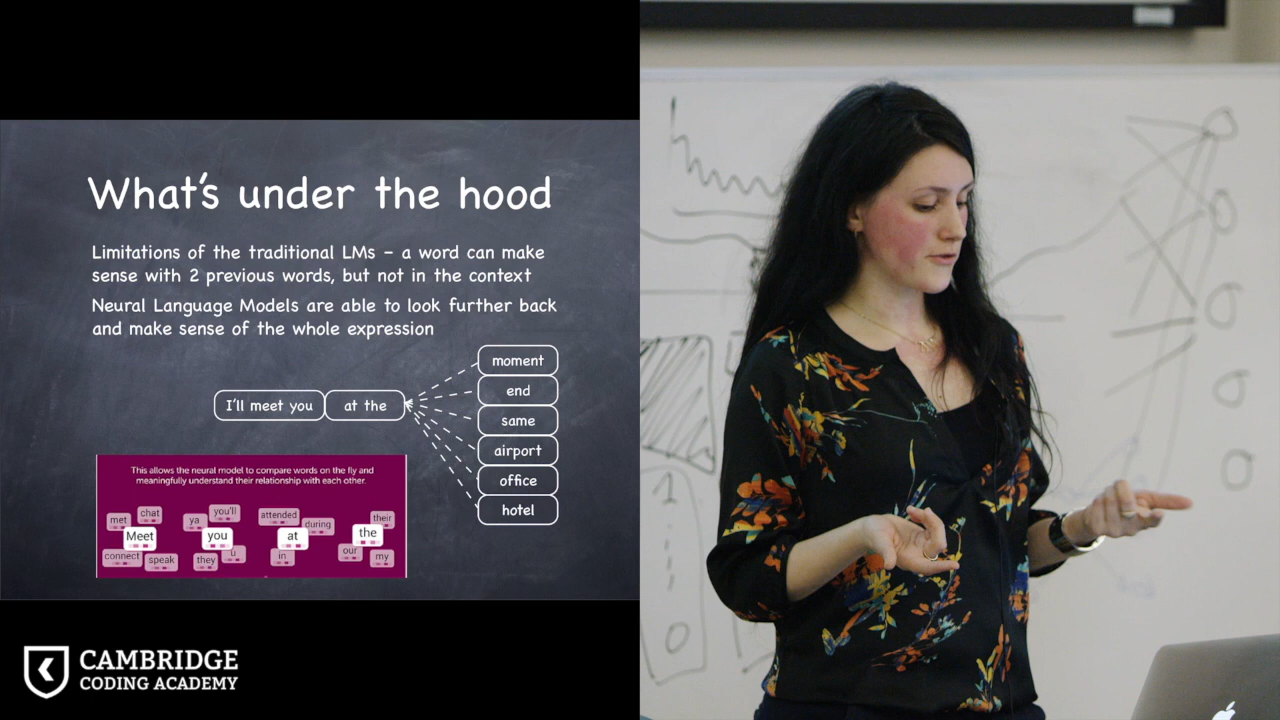 What's under the hood
Limitations of the traditional LMs – a word can make
sense with 2 previous words, but not in the context
Neural Language Models are able to look further back
and make sense of the whole expression
I'll meet you
at the
moment
end
same
airport
office
hotel
This allows the neural model to compare words on the fly and
meaningfully understand their relationship with each other.
met
chat
Meet
connect
speak
ya
you'll
you
they
u
attended
during
at
in
their
the
our
my
CAMBRIDGE
CODING ACADEMY